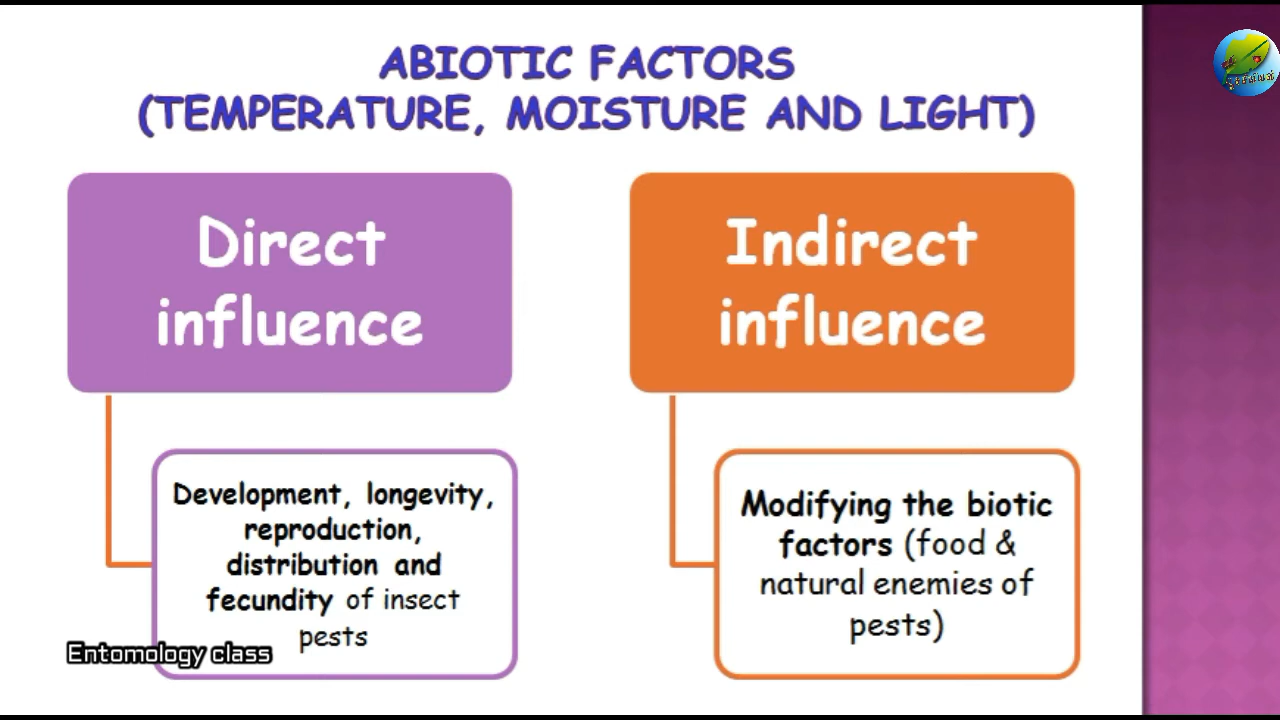 ABIOTIC FACTORS
(TEMPERATURE, MOISTURE AND LIGHT)
Direct
influence
Development, longevity,
reproduction,
distribution and
fecundity of insect
pests
Indirect
influence
Modifying the biotic
factors (food &
natural enemies of
pests)
Entomology class